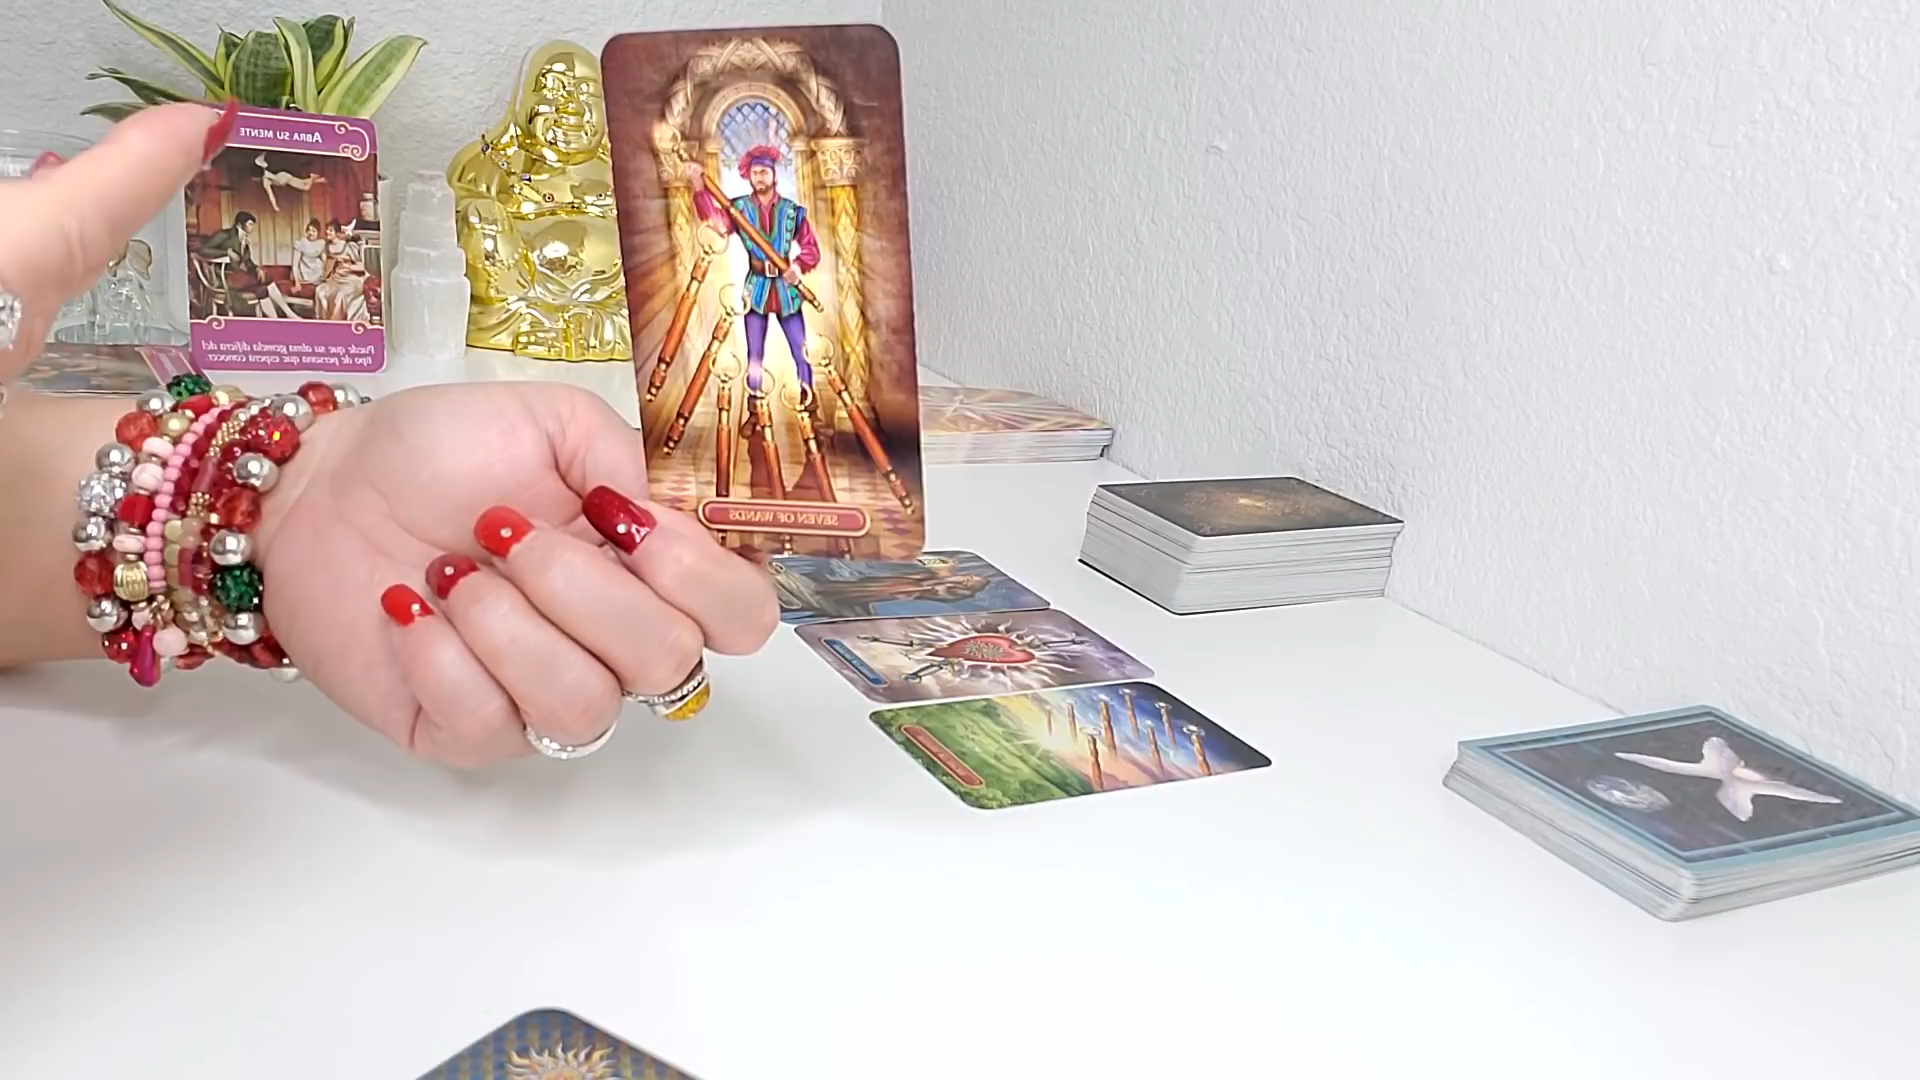 ABRA SU MENTE
Puede que su alma gemela difiera del
tipo de persona que espera conocer.
SEVEN OF WANDS